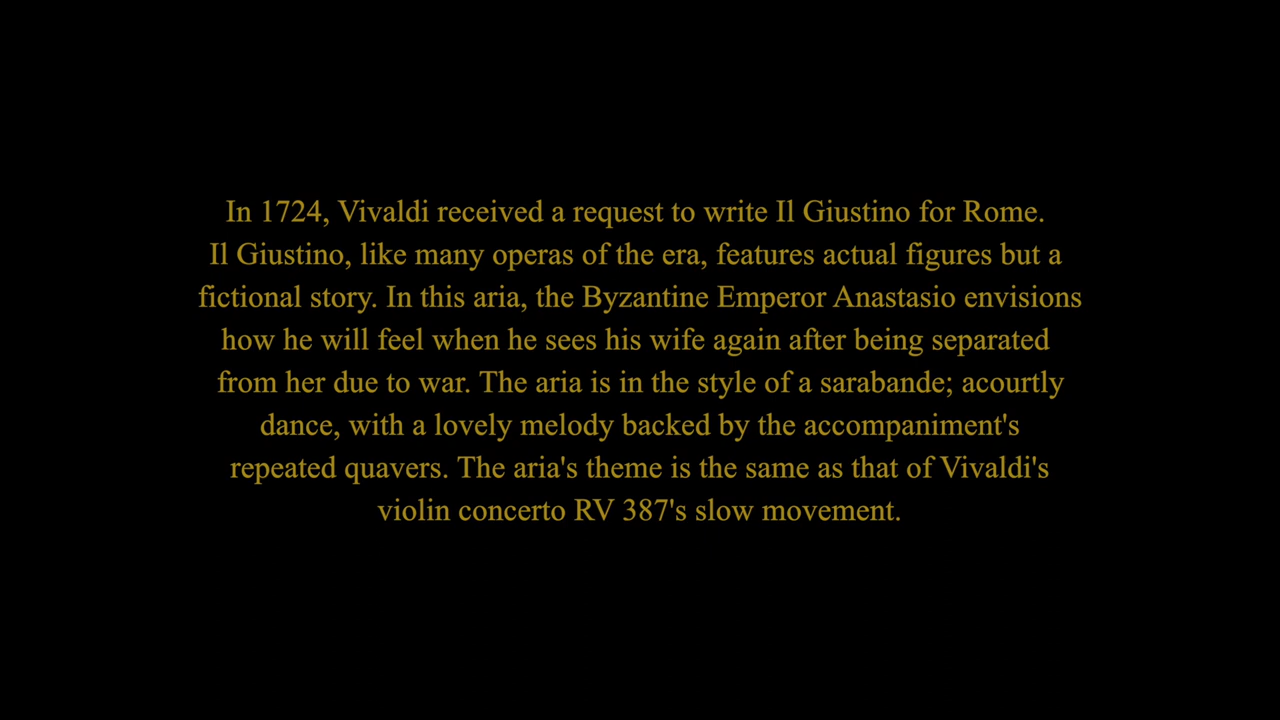 In 1724, Vivaldi received a request to write Il Giustino for Rome.
Il Giustino, like many operas of the era, features actual figures but a
fictional story. In this aria, the Byzantine Emperor Anastasio envisions
how he will feel when he sees his wife again after being separated
from her due to war. The aria is in the style of a sarabande; acourtly
dance, with a lovely melody backed by the accompaniment's
repeated quavers. The aria's theme is the same as that of Vivaldi's
violin concerto RV 387's slow movement.